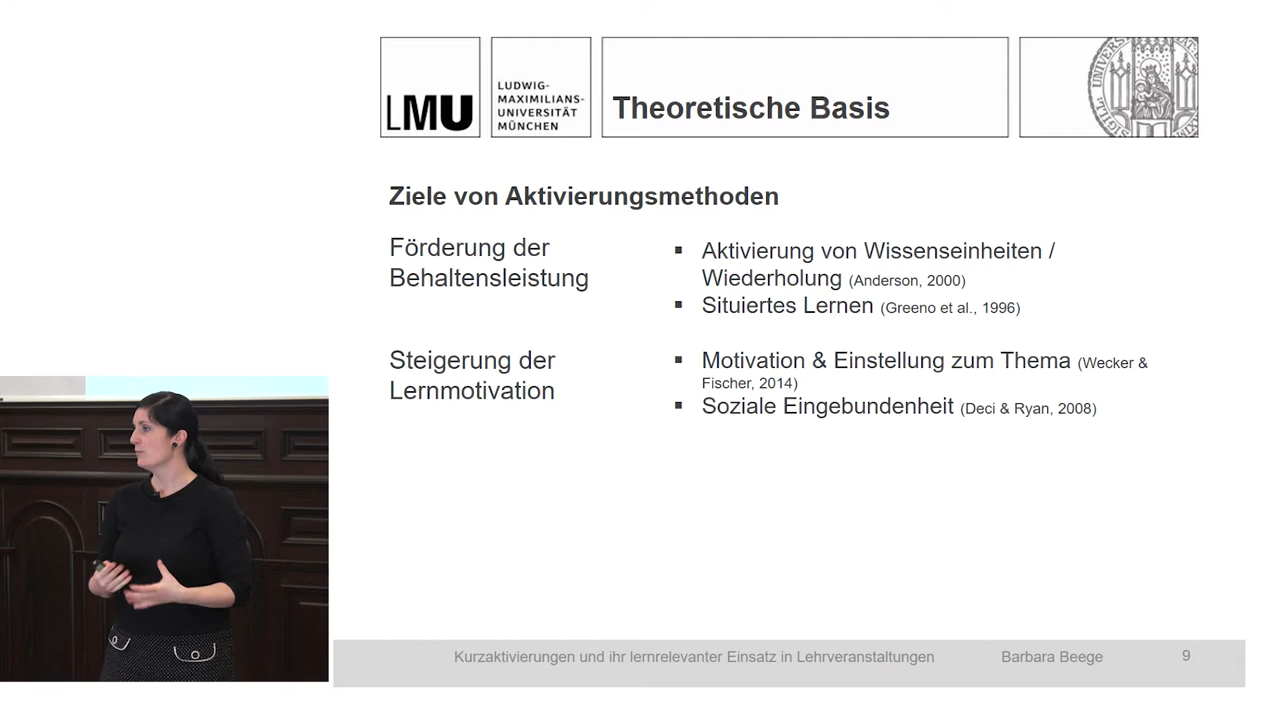 LMU
LUDWIG-
MAXIMILIANS-
UNIVERSITÄT
MÜNCHEN
Theoretische Basis
Ziele von Aktivierungsmethoden
Förderung der
Behaltensleistung
▪ Aktivierung von Wissenseinheiten /
Wiederholung (Anderson, 2000)
▪ Situiertes Lernen (Greeno et al., 1996)
Steigerung der
Lernmotivation
▪ Motivation & Einstellung zum Thema (Wecker &
Fischer, 2014)
▪ Soziale Eingebundenheit (Deci & Ryan, 2008)
Kurzaktivierungen und ihr lernrelevanter Einsatz in Lehrveranstaltungen Barbara Beege 9